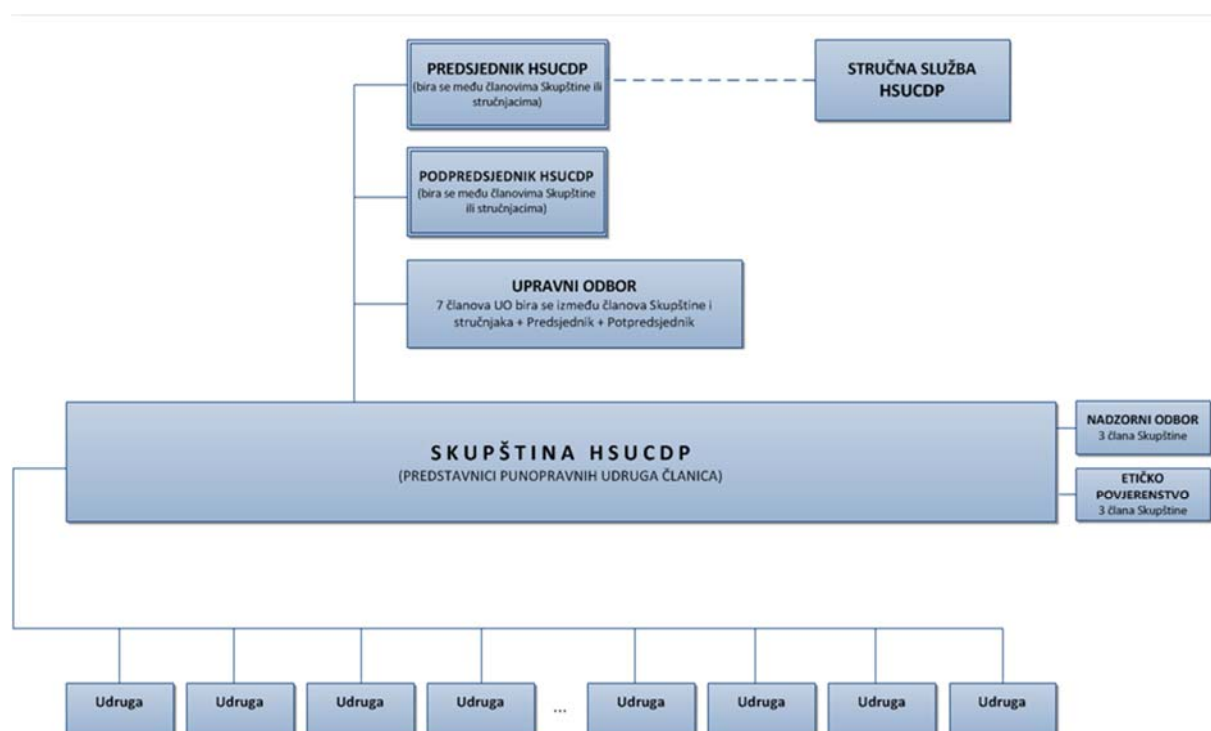 PREDSJEDNIK HSUCDP
(bira se među članovima Skupštine ili
stručnjacima)
STRUČNA SLUŽBA
HSUCDP
PODPREDSJEDNIK HSUCDP
(bira se među članovima Skupštine
ili stručnjacima)
UPRAVNI ODBOR
7 članova UO bira se između članova Skupštine i
stručnjaka + Predsjednik + Potpredsjednik
SKUPŠTINA HSUCDP
(PREDSTAVNICI PUNOPRAVNIH UDRUGA ČLANICA)
NADZORNI ODBOR
3 člana Skupštine
ETIČKO
POVJERENSTVO
3 člana Skupštine
Udruga Udruga Udruga Udruga ... Udruga Udruga Udruga Udruga